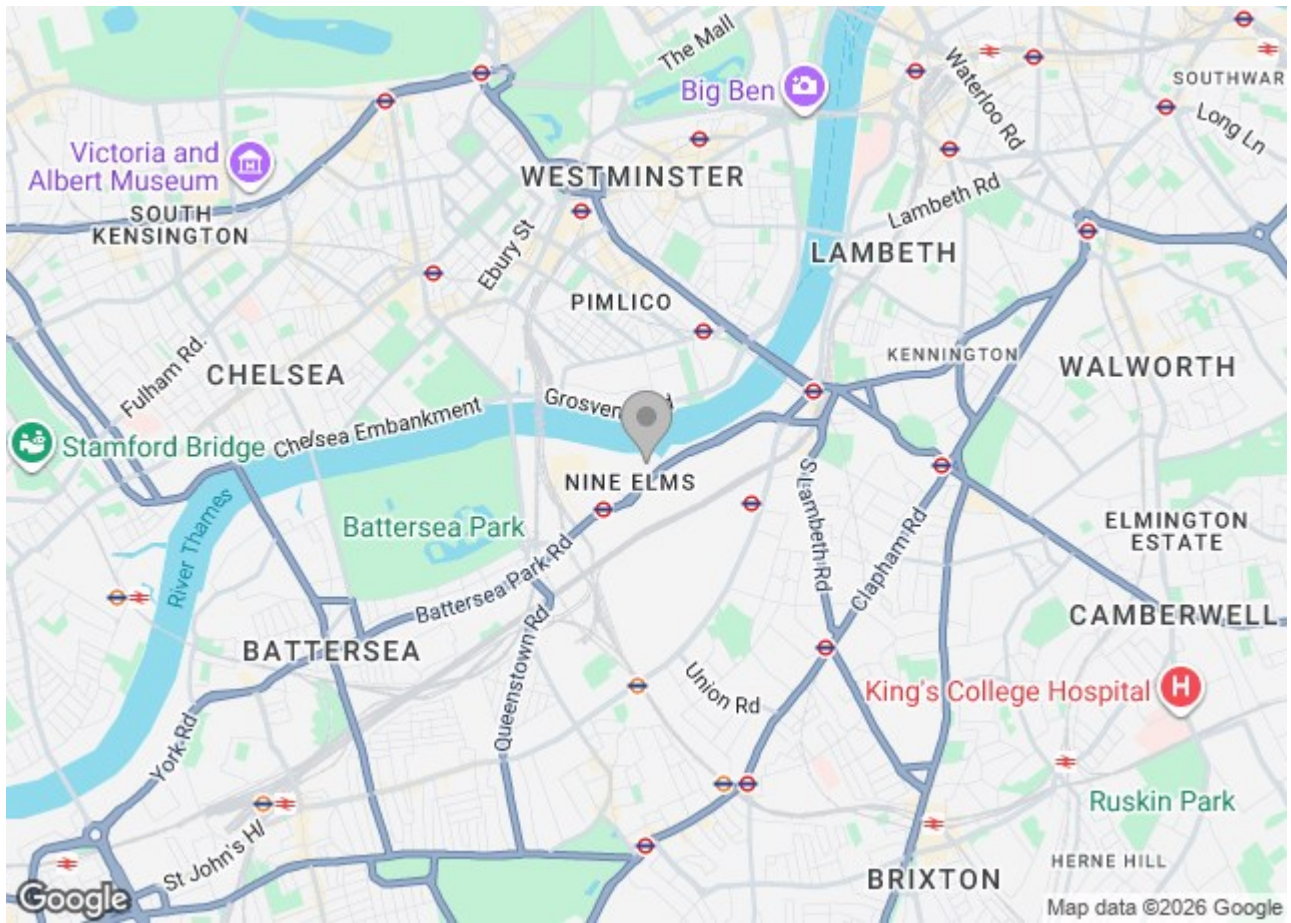 The Mall
Big Ben
Waterloo Rd
SOUTHWAR
Long Ln
Victoria and
Albert Museum
WESTMINSTER
SOUTH
KENSINGTON
Ebury St
Lambeth Rd
LAMBETH
PIMLICO
KENNINGTON
WALWORTH
Fulham Rd.
CHELSEA
Chelsea Embankment
Grosven
Stamford Bridge
NINE ELMS
S Lambeth Rd
Clapham Rd
River Thames
Battersea Park
ELMINGTON
ESTATE
Battersea Park Rd
CAMBERWELL
BATTERSEA
Queenstown Rd
Union Rd
King's College Hospital
H
York Rd
Ruskin Park
St John's Hl
HERNE HILL
BRIXTON
Google
Map data ©2026 Google